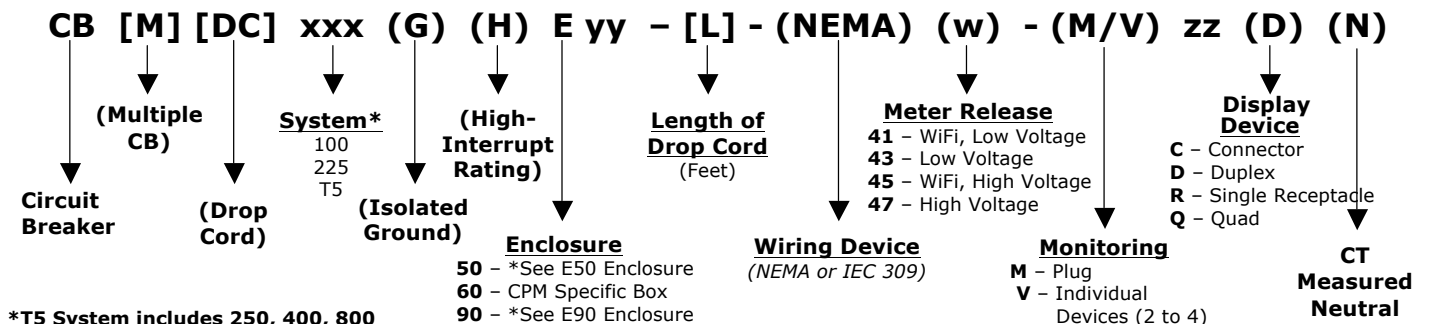 CB [M] [DC] xxx (G) (H) E yy – [L] - (NEMA) (w) - (M/V) zz (D) (N)
Circuit
Breaker
(Multiple
CB)
(Drop
Cord)
System*
100
225
T5
(Isolated
Ground)
(High-
Interrupt
Rating)
Enclosure
50 – *See E50 Enclosure
60 – CPM Specific Box
90 – *See E90 Enclosure
Length of
Drop Cord
(Feet)
Wiring Device
(NEMA or IEC 309)
Meter Release
41 – WiFi, Low Voltage
43 – Low Voltage
45 – WiFi, High Voltage
47 – High Voltage
Monitoring
M – Plug
V – Individual
Devices (2 to 4)
Display
Device
C – Connector
D – Duplex
R – Single Receptacle
Q – Quad
CT
Measured
Neutral
*T5 System includes 250, 400, 800